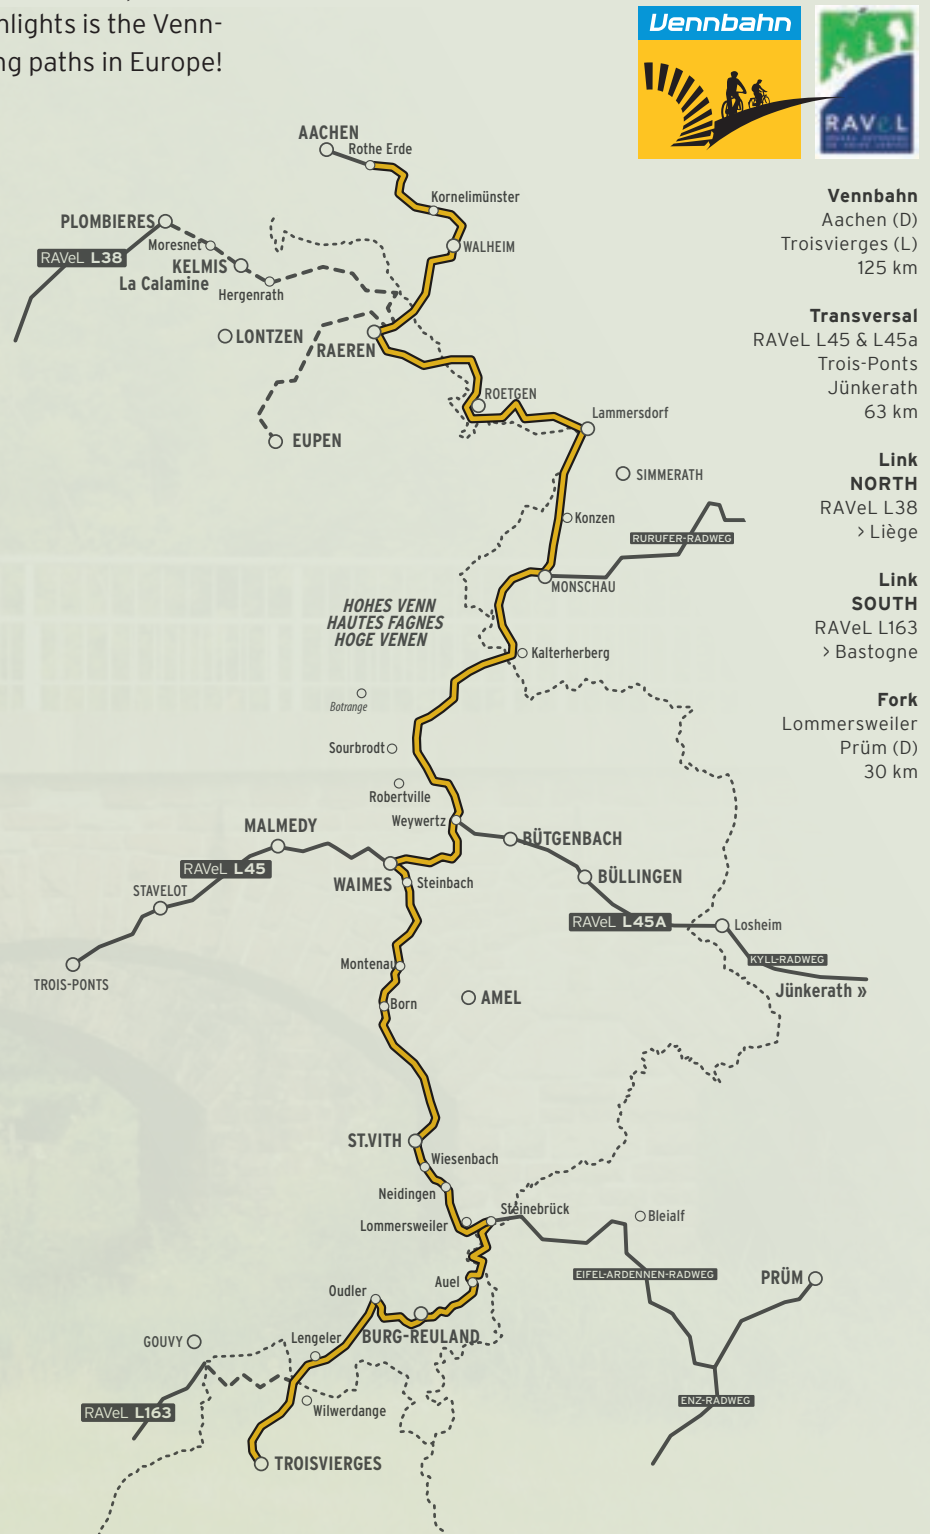 hlights is the Venn-
ng paths in Europe!
Vennbahn
RAVeL
AACHEN
Rothe Erde
Kornelimünster
WALHEIM
PLOMBIERES
Moresnet
RAVeL L38
KELMIS
La Calamine
Hergenrath
LONTZEN
RAEREN
ROETGEN
Lammersdorf
EUPEN
SIMMERATH
Konzen
RURUFER-RADWEG
MONSCHAU
HOHES VENN
HAUTES FAGNES
HOGE VENEN
Kalterherberg
Botrange
Sourbrodt
Robertville
Weywertz
MALMEDY
BÜTGENBACH
RAVeL L45
WAIMES
Steinbach
BÜLLINGEN
STAVELOT
RAVeL L45A
Losheim
KYLL-RADWEG
TROIS-PONTS
Montenau
Jünkerath »
Born
AMEL
ST.VITH
Wiesenbach
Neidingen
Steinebrück
Lommersweiler
Bleialf
EIFEL-ARDENNEN-RADWEG
PRÜM
Auel
Oudler
BURG-REULAND
GOUVY
Lengeler
RAVeL L163
Wilwerdange
ENZ-RADWEG
TROISVIERGES
Vennbahn
Aachen (D)
Troisvierges (L)
125 km
Transversal
RAVeL L45 & L45a
Trois-Ponts
Jünkerath
63 km
Link
NORTH
RAVeL L38
> Liège
Link
SOUTH
RAVeL L163
> Bastogne
Fork
Lommersweiler
Prüm (D)
30 km